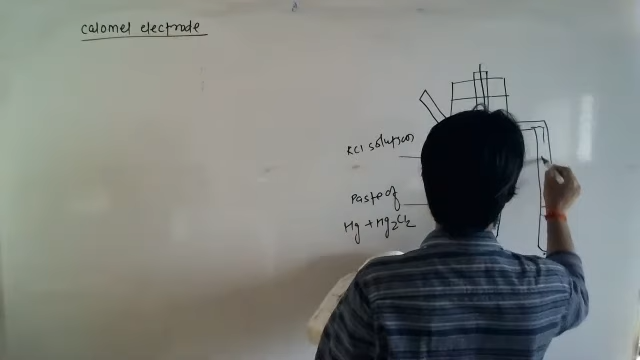 Calomel electrode
KCl solution
Paste of
Hg + Hg2Cl2